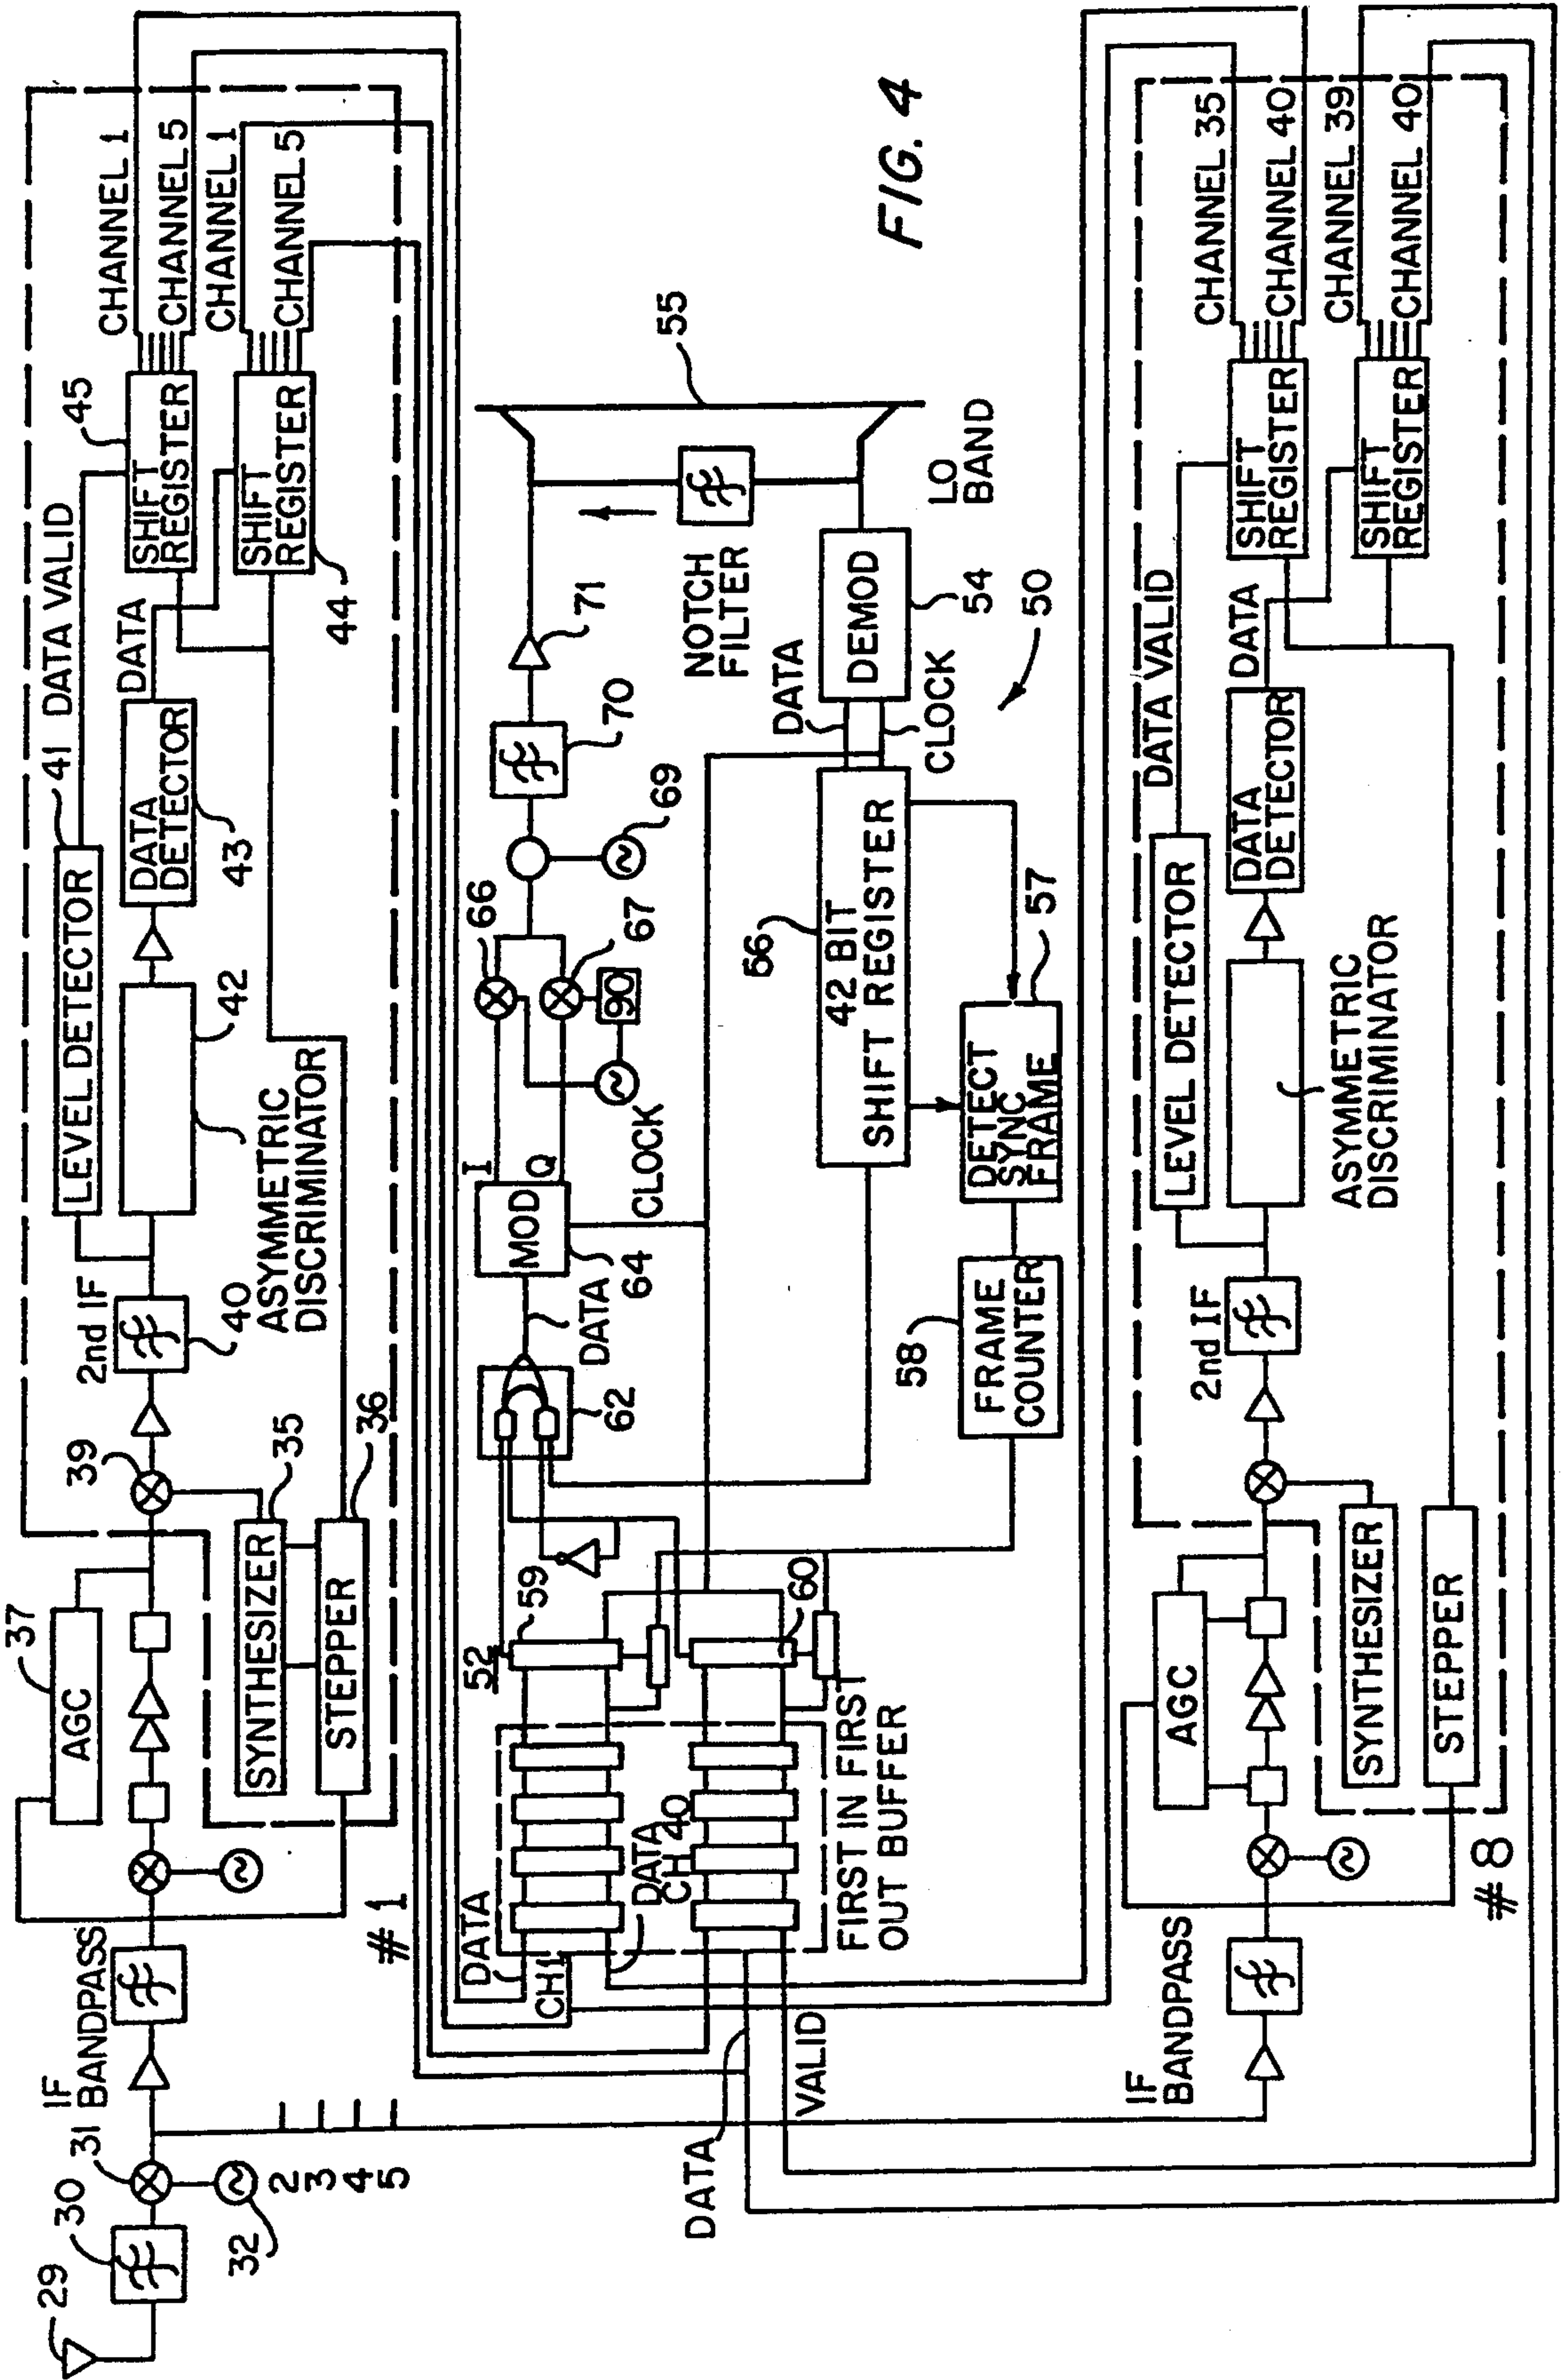 FIG. 4
29
30
31
32
2
3
4
5
IF
BANDPASS
37
AGC
39
SYNTHESIZER
35
STEPPER
36
# 1
2nd IF
40
LEVEL DETECTOR
41 DATA VALID
42
ASYMMETRIC
DISCRIMINATOR
DATA
DETECTOR
43
DATA
SHIFT
REGISTER
45
SHIFT
REGISTER
44
CHANNEL 1
CHANNEL 5
CHANNEL 1
CHANNEL 5
DATA
CH1
DATA
CH 40
FIRST IN FIRST
OUT BUFFER
52
59
60
62
DATA
MOD
64
I
Q
CLOCK
66
67
90
69
70
71
55
NOTCH
FILTER
LO
BAND
DEMOD
54
DATA
CLOCK
50
56
42 BIT
SHIFT REGISTER
DETECT
SYNC
FRAME
57
58
FRAME
COUNTER
DATA
VALID
IF
BANDPASS
AGC
SYNTHESIZER
STEPPER
# 8
2nd IF
LEVEL DETECTOR
DATA VALID
ASYMMETRIC
DISCRIMINATOR
DATA
DETECTOR
DATA
SHIFT
REGISTER
SHIFT
REGISTER
CHANNEL 35
CHANNEL 40
CHANNEL 39
CHANNEL 40